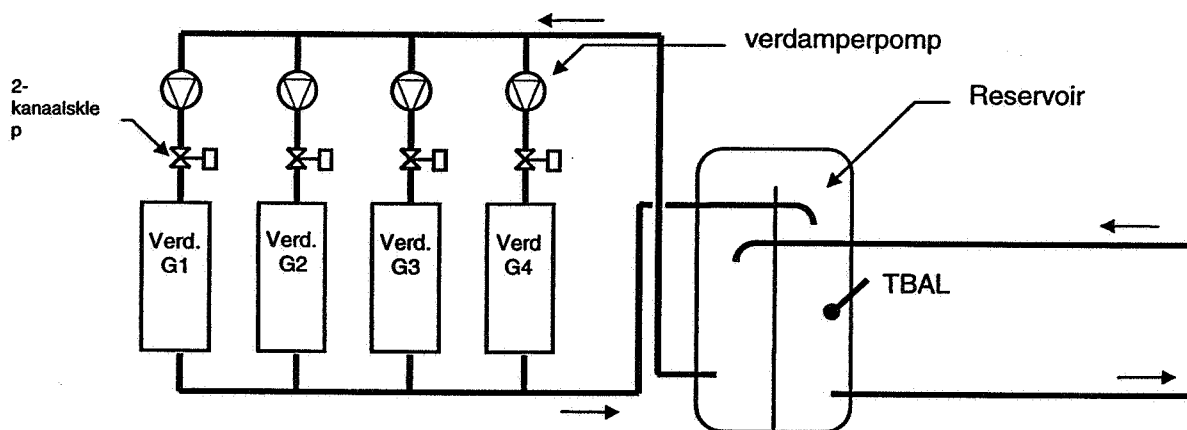 verdamperpomp
2-
kanaalskle
p
Reservoir
Verd.
G1
Verd.
G2
Verd.
G3
Verd
G4
TBAL